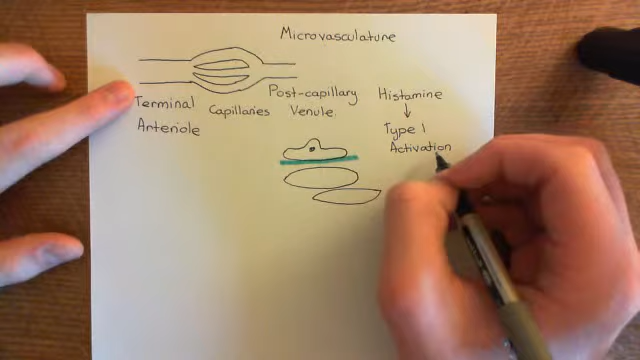 Microvasculature
Terminal
Arteriole
Capillaries
Post-capillary
Venule
Histamine
Type 1
Activation